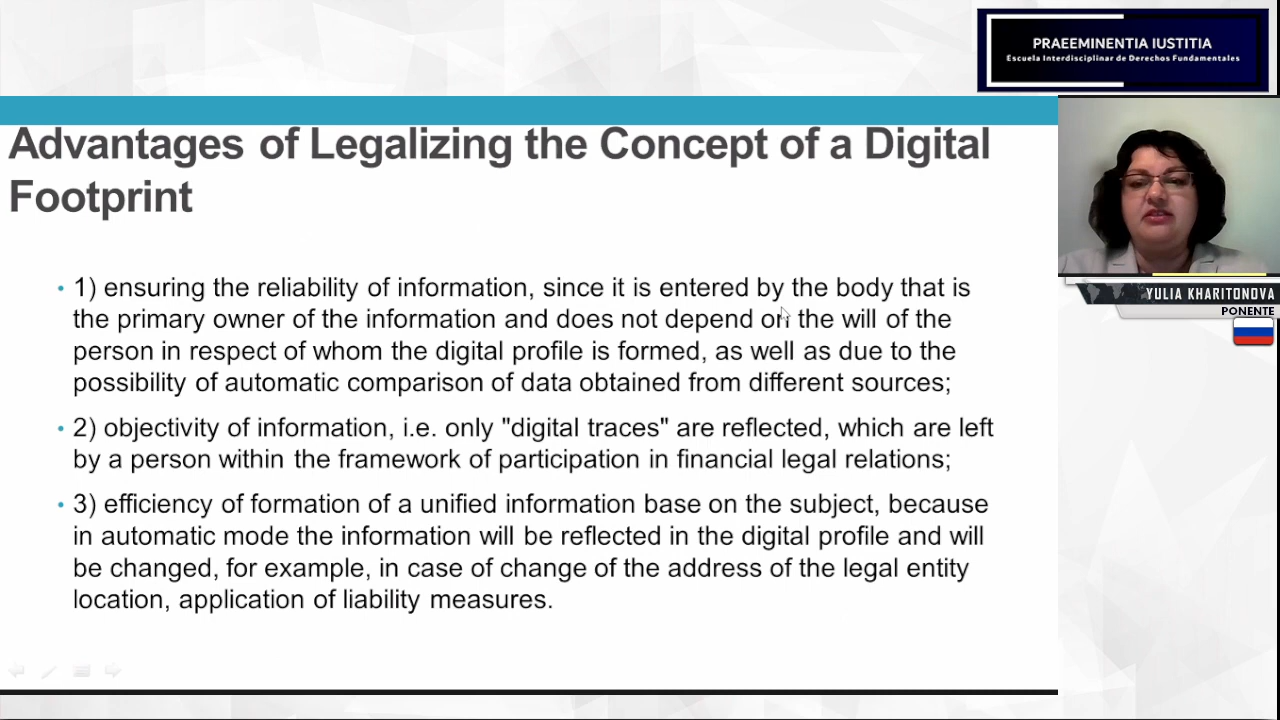 PRAEEMINENTIA IUSTITIA
Escuela Interdisciplinar de Derechos Fundamentales
Advantages of Legalizing the Concept of a Digital
Footprint
• 1) ensuring the reliability of information, since it is entered by the body that is
the primary owner of the information and does not depend on the will of the
person in respect of whom the digital profile is formed, as well as due to the
possibility of automatic comparison of data obtained from different sources;
• 2) objectivity of information, i.e. only "digital traces" are reflected, which are left
by a person within the framework of participation in financial legal relations;
• 3) efficiency of formation of a unified information base on the subject, because
in automatic mode the information will be reflected in the digital profile and will
be changed, for example, in case of change of the address of the legal entity
location, application of liability measures.
YULIA KHARITONOVA
PONENTE